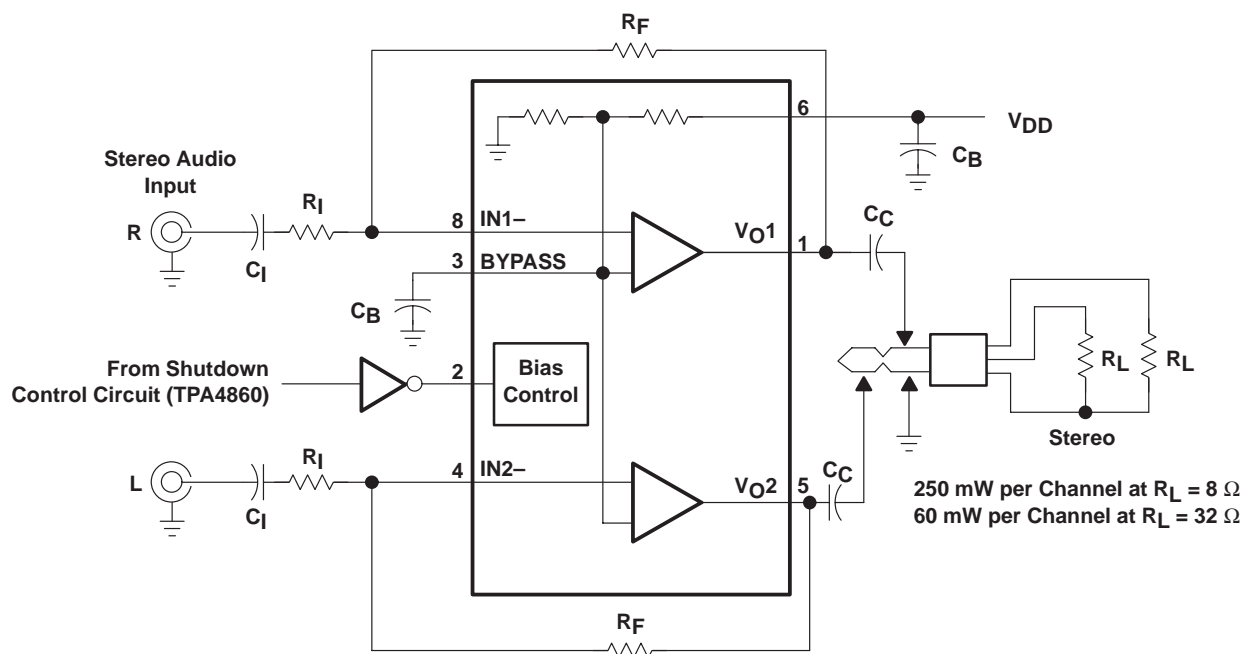 RF
6
VDD
CB
Stereo Audio
Input
RI
R
CI
8
IN1–
VO1
1
CC
3
BYPASS
CB
From Shutdown
Control Circuit (TPA4860)
2
Bias
Control
RL
RL
Stereo
RI
L
CI
4
IN2–
VO2
5
CC
250 mW per Channel at RL = 8 Ω
60 mW per Channel at RL = 32 Ω
RF